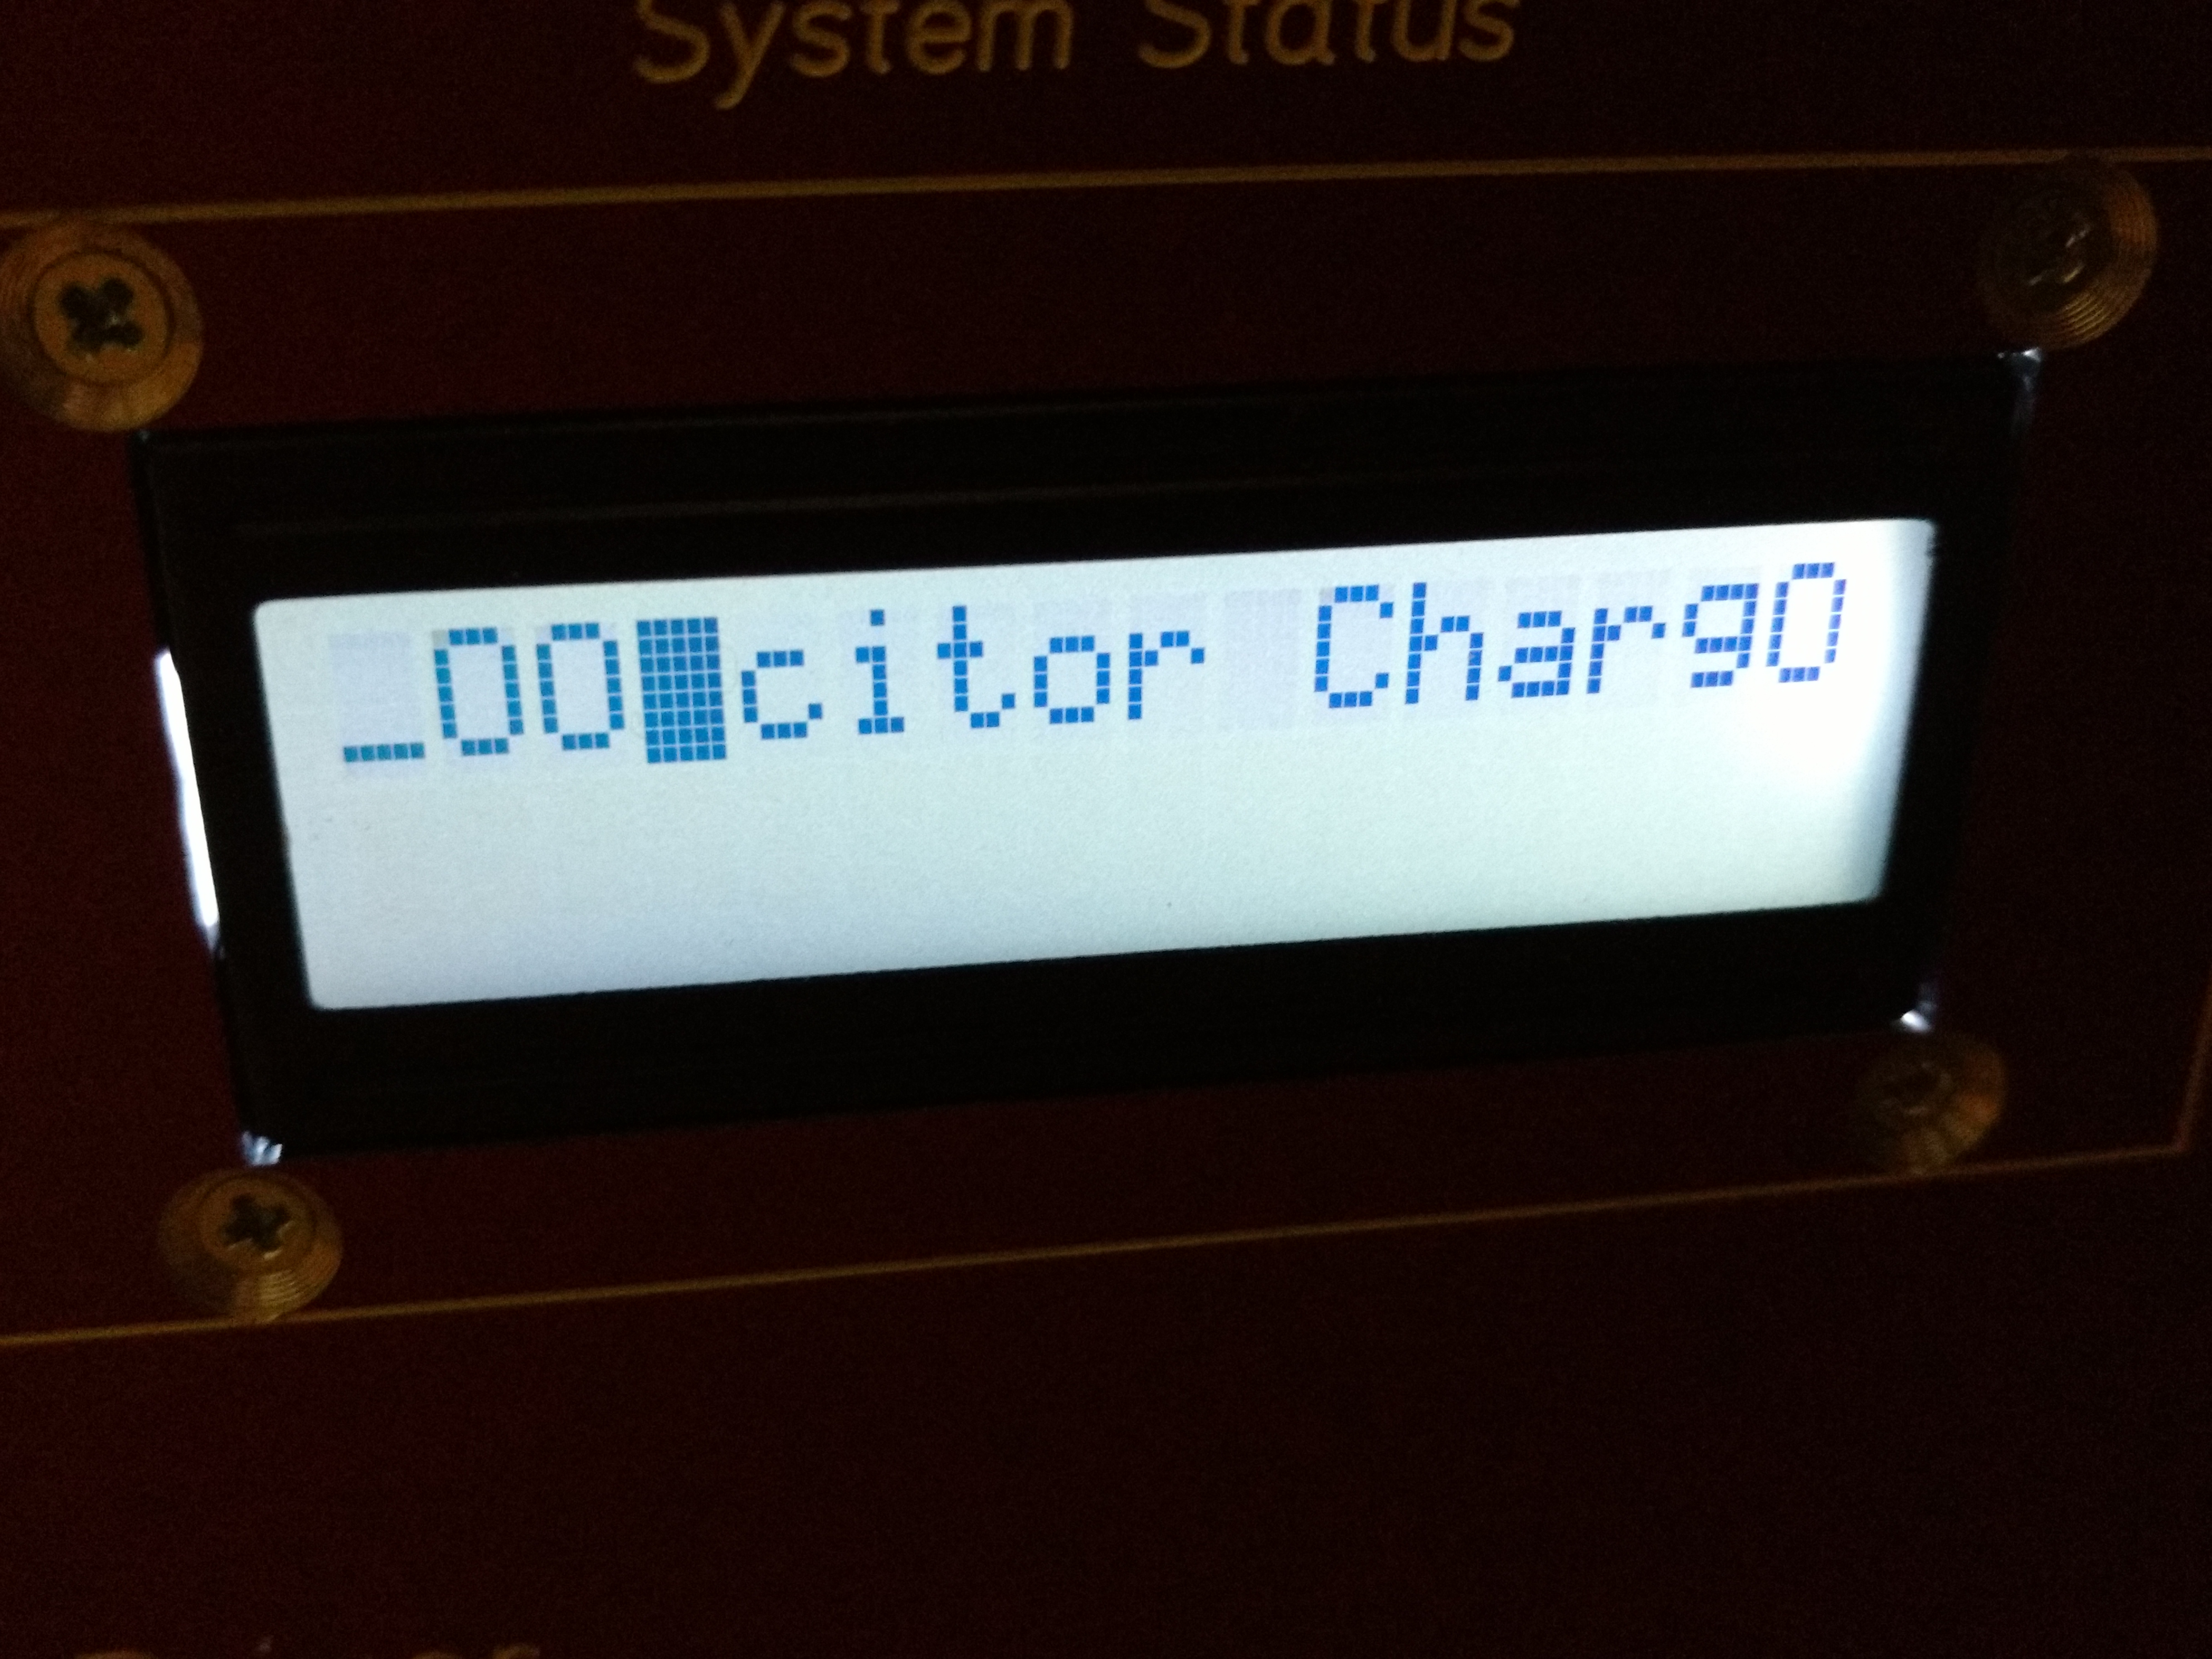 System Status
_00█citor Charg0